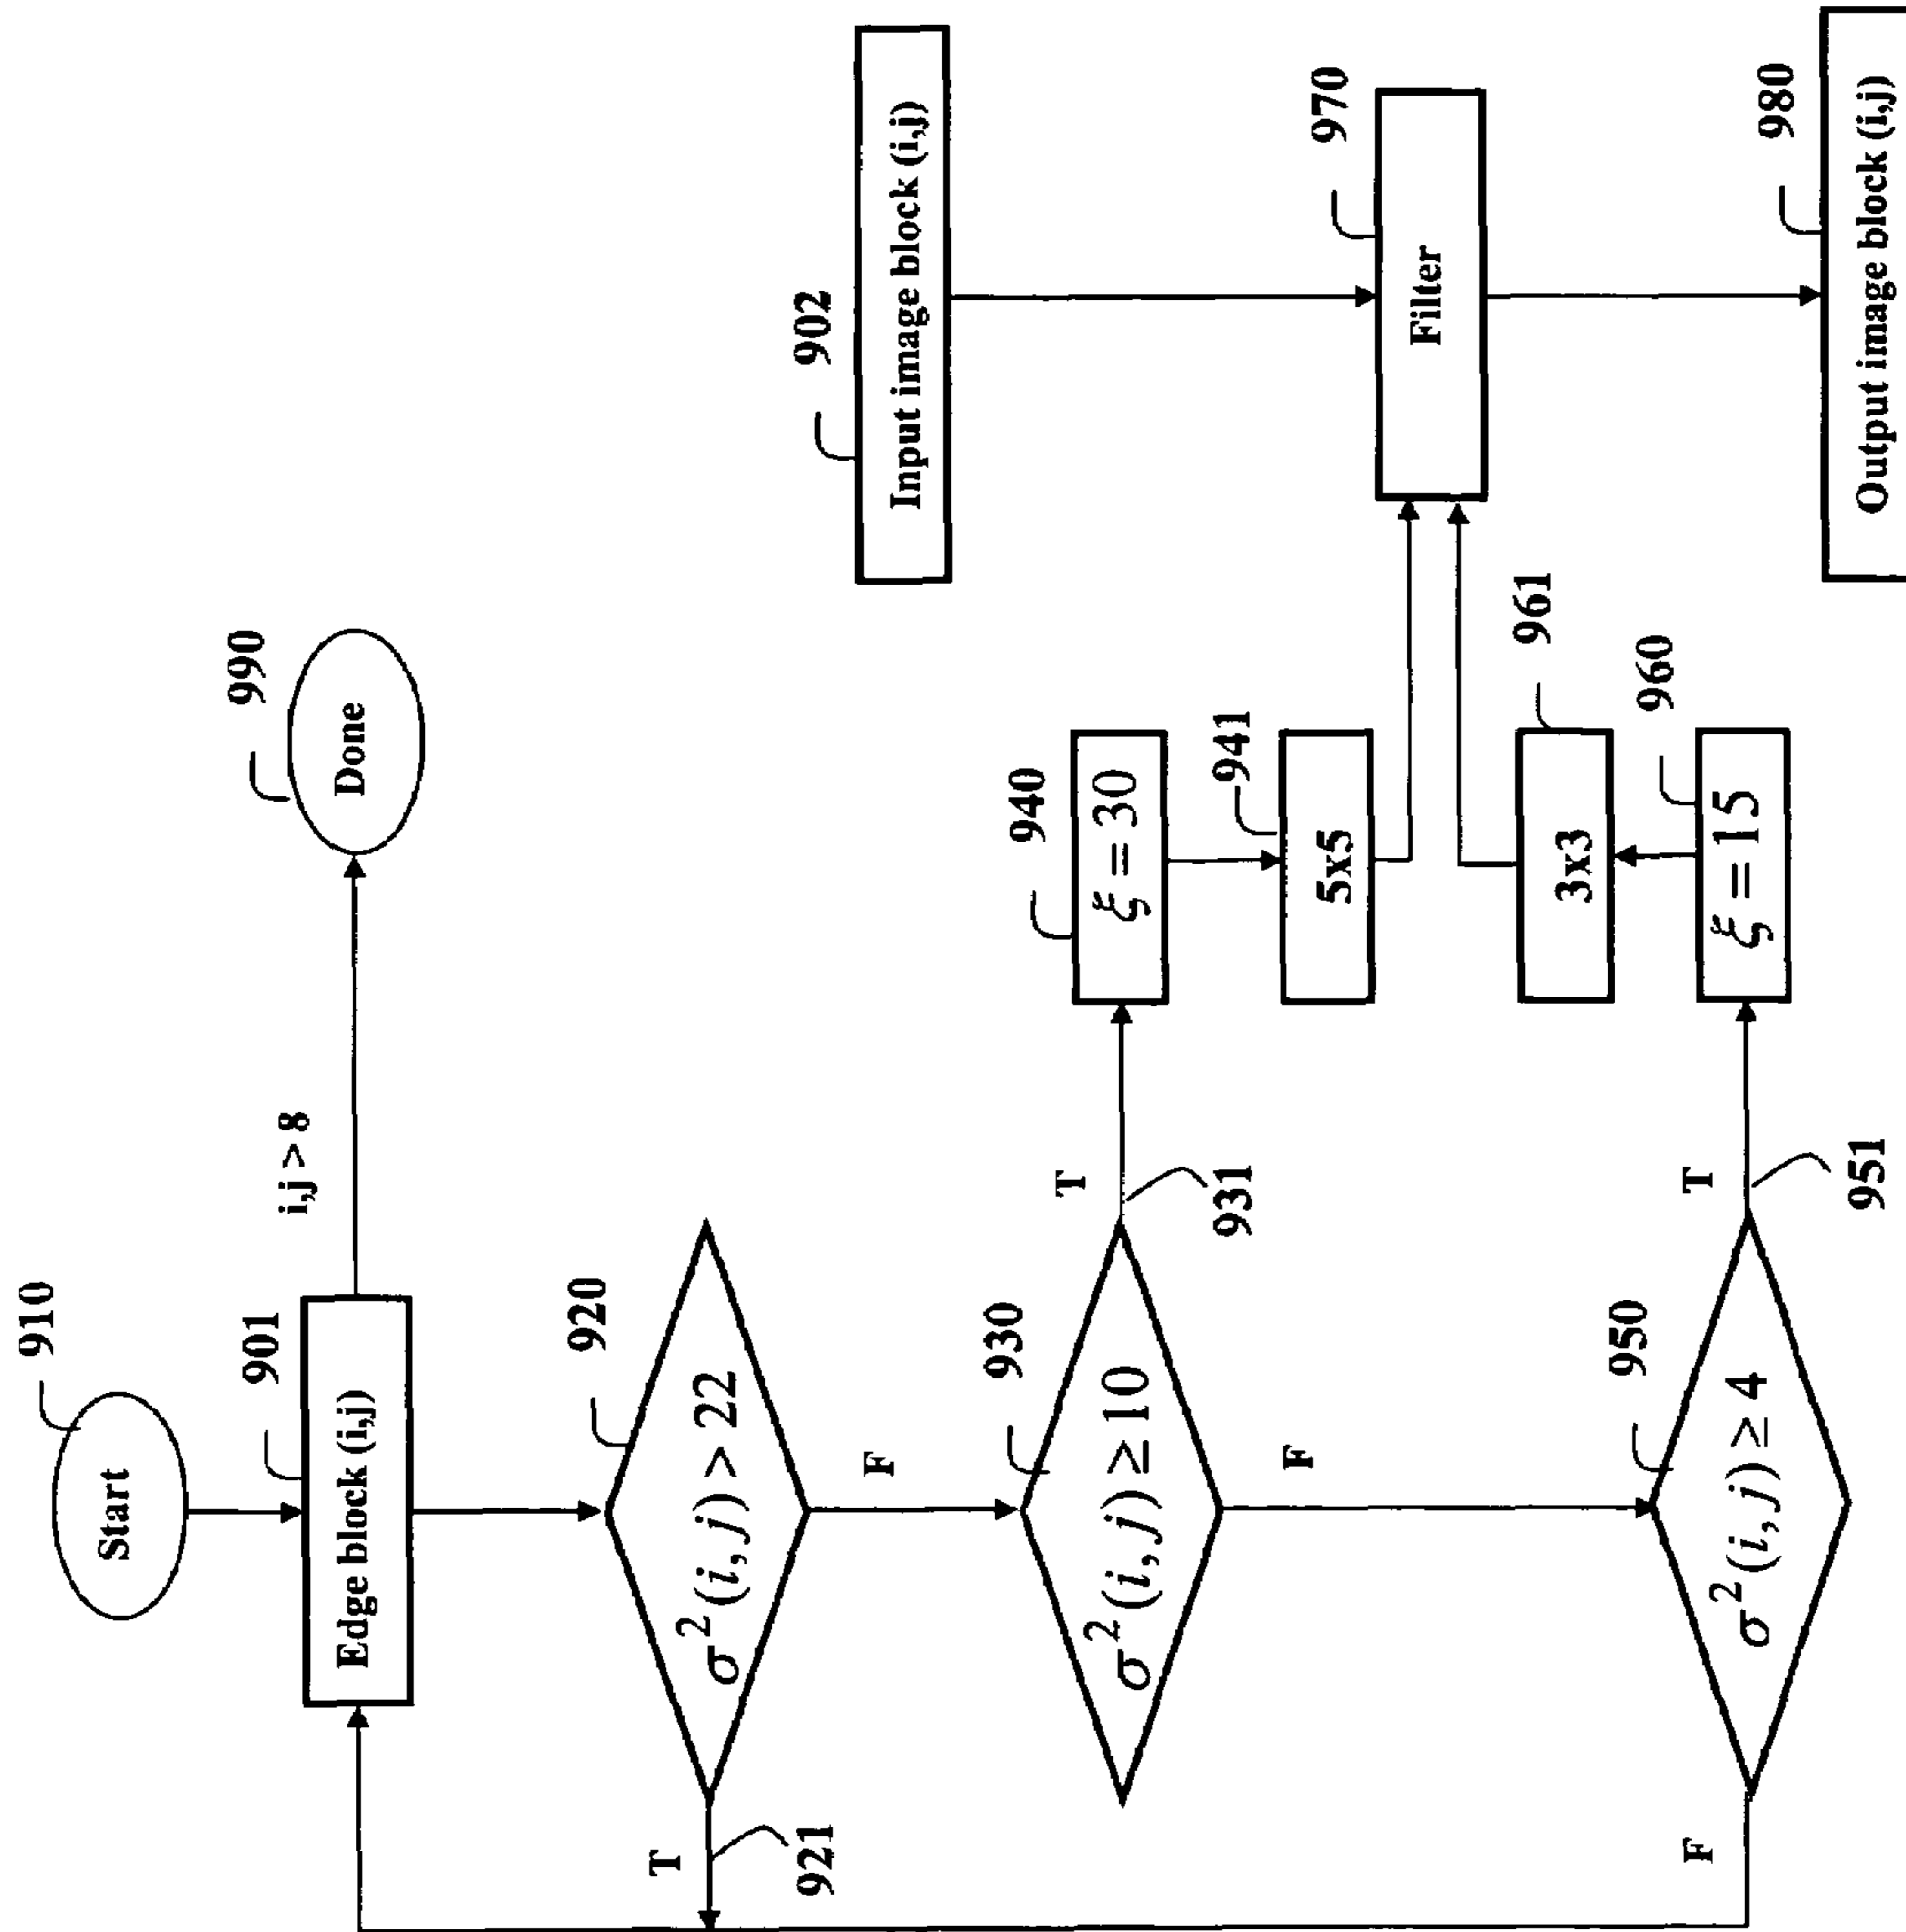 910
Start
901
Edge block (i,j)
i,j > 8
990
Done
920
σ²(i,j) > 22
T
921
F
930
σ²(i,j) ≥ 10
T
931
F
940
ξ = 30
941
5x5
950
σ²(i,j) ≥ 4
T
951
F
960
ξ = 15
961
3x3
902
Input image block (i,j)
970
Filter
980
Output image block (i,j)